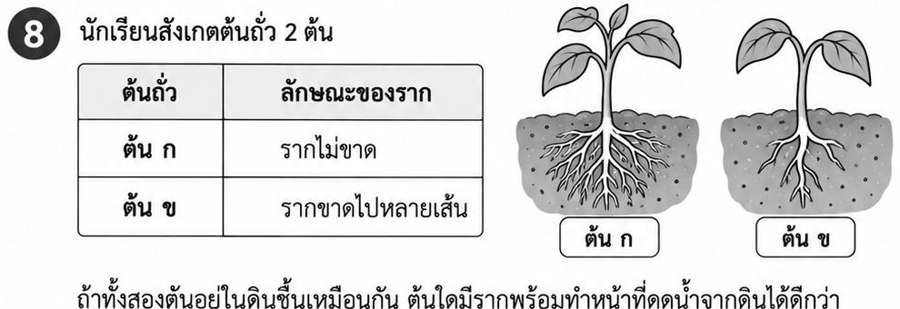 8 นักเรียนสังเกตต้นถั่ว 2 ต้น
ต้นถั่ว ลักษณะของราก
ต้น ก รากไม่ขาด
ต้น ข รากขาดไปหลายเส้น
ต้น ก ต้น ข
ถ้าทั้งสองต้นอยู่ในดินชื้นเหมือนกัน ต้นใดมีรากพร้อมทำหน้าที่ดูดน้ำจากดินได้ดีกว่า